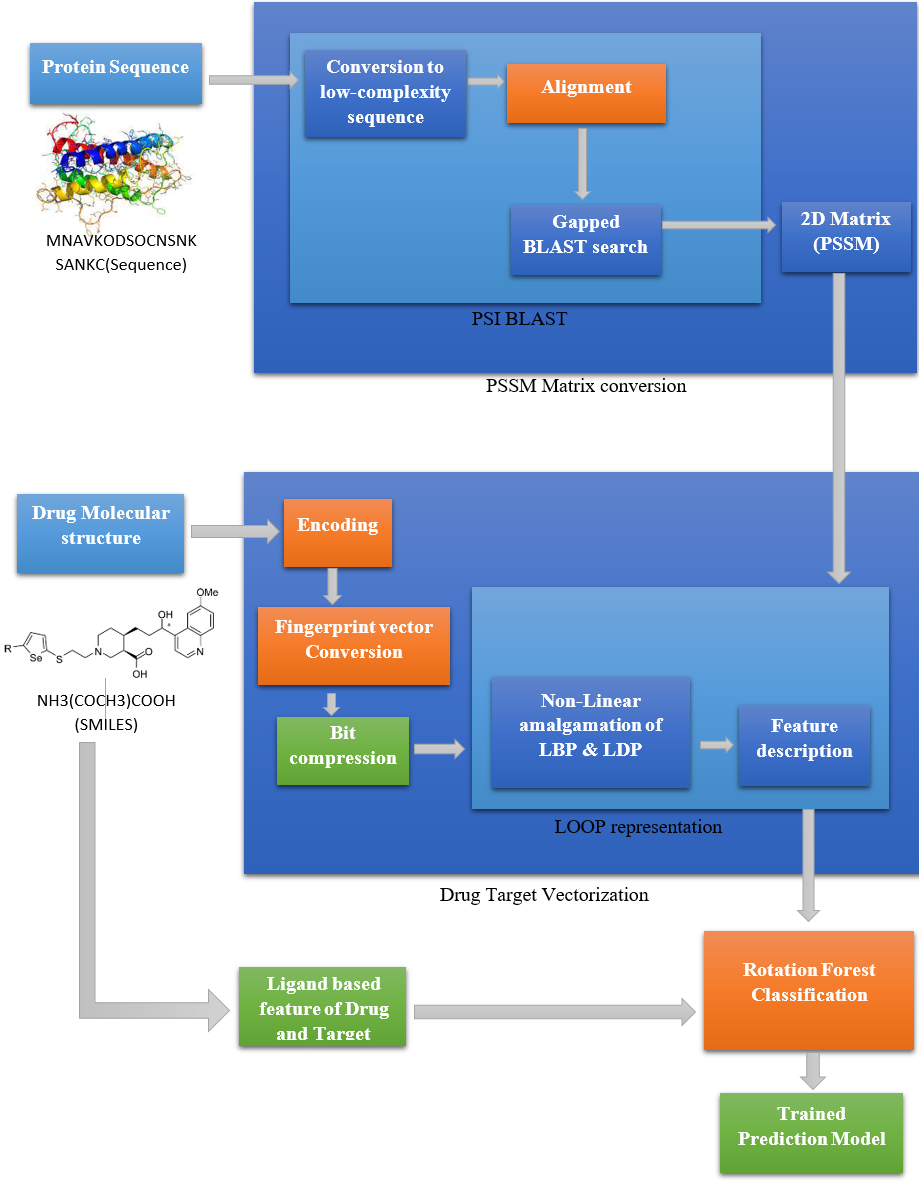 Protein Sequence
Conversion to
low-complexity
sequence
Alignment
MNAVKODSOCNSNK
SANKC(Sequence)
Gapped
BLAST search
2D Matrix
(PSSM)
PSI BLAST
PSSM Matrix conversion
Drug Molecular
structure
Encoding
OMe
OH
*
R
Se
S
N
O
OH
N
Fingerprint vector
Conversion
NH3(COCH3)COOH
(SMILES)
Bit
compression
Non-Linear
amalgamation of
LBP & LDP
Feature
description
LOOP representation
Drug Target Vectorization
Ligand based
feature of Drug
and Target
Rotation Forest
Classification
Trained
Prediction Model